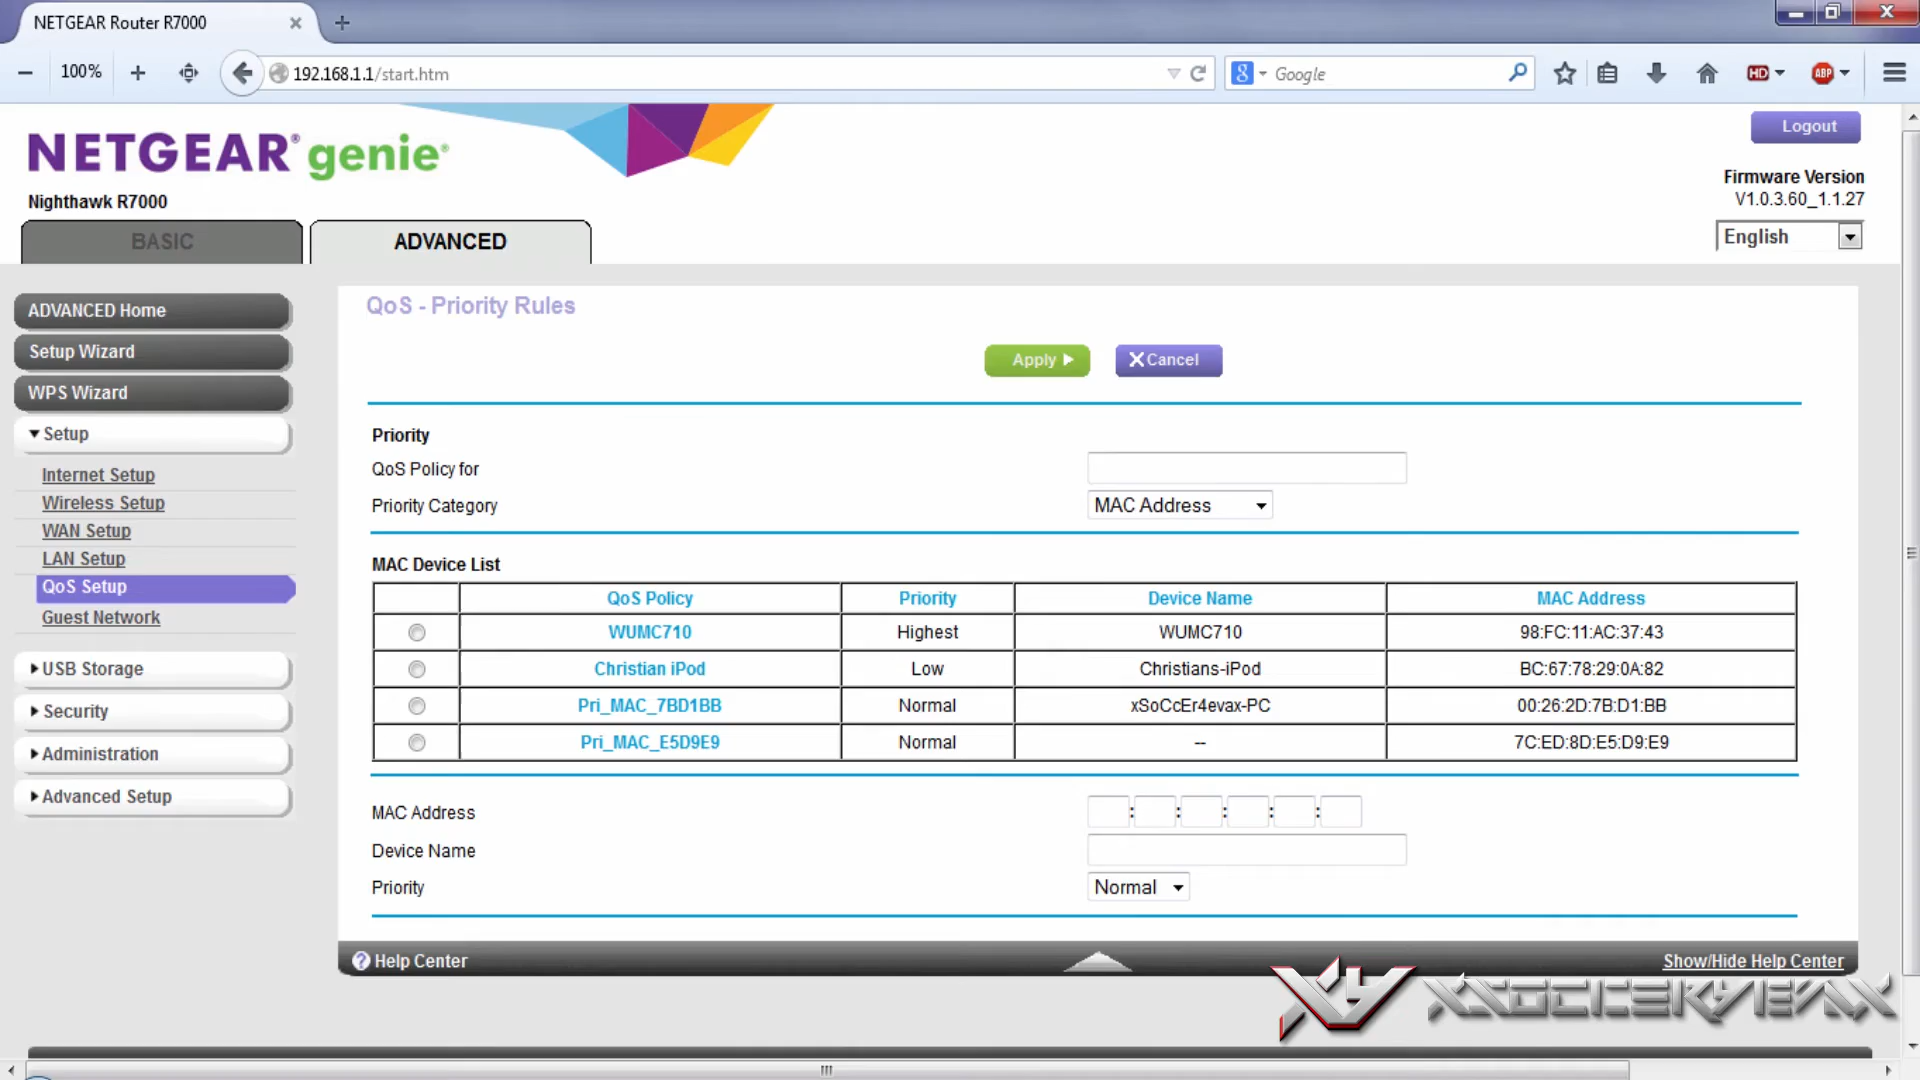 NETGEAR Router R7000
100%
192.168.1.1/start.htm
Google
HD
ABP
NETGEAR® genie®
Nighthawk R7000
Logout
Firmware Version
V1.0.3.60_1.1.27
English
BASIC
ADVANCED
ADVANCED Home
Setup Wizard
WPS Wizard
Setup
Internet Setup
Wireless Setup
WAN Setup
LAN Setup
QoS Setup
Guest Network
USB Storage
Security
Administration
Advanced Setup
QoS - Priority Rules
Apply
Cancel
Priority
QoS Policy for
Priority Category MAC Address
MAC Device List
QoS Policy Priority Device Name MAC Address
WUMC710 Highest WUMC710 98:FC:11:AC:37:43
Christian iPod Low Christians-iPod BC:67:78:29:0A:82
Pri_MAC_7BD1BB Normal xSoCcEr4evax-PC 00:26:2D:7B:D1:BB
Pri_MAC_E5D9E9 Normal -- 7C:ED:8D:E5:D9:E9
MAC Address : : : : :
Device Name
Priority Normal
Help Center
Show/Hide Help Center